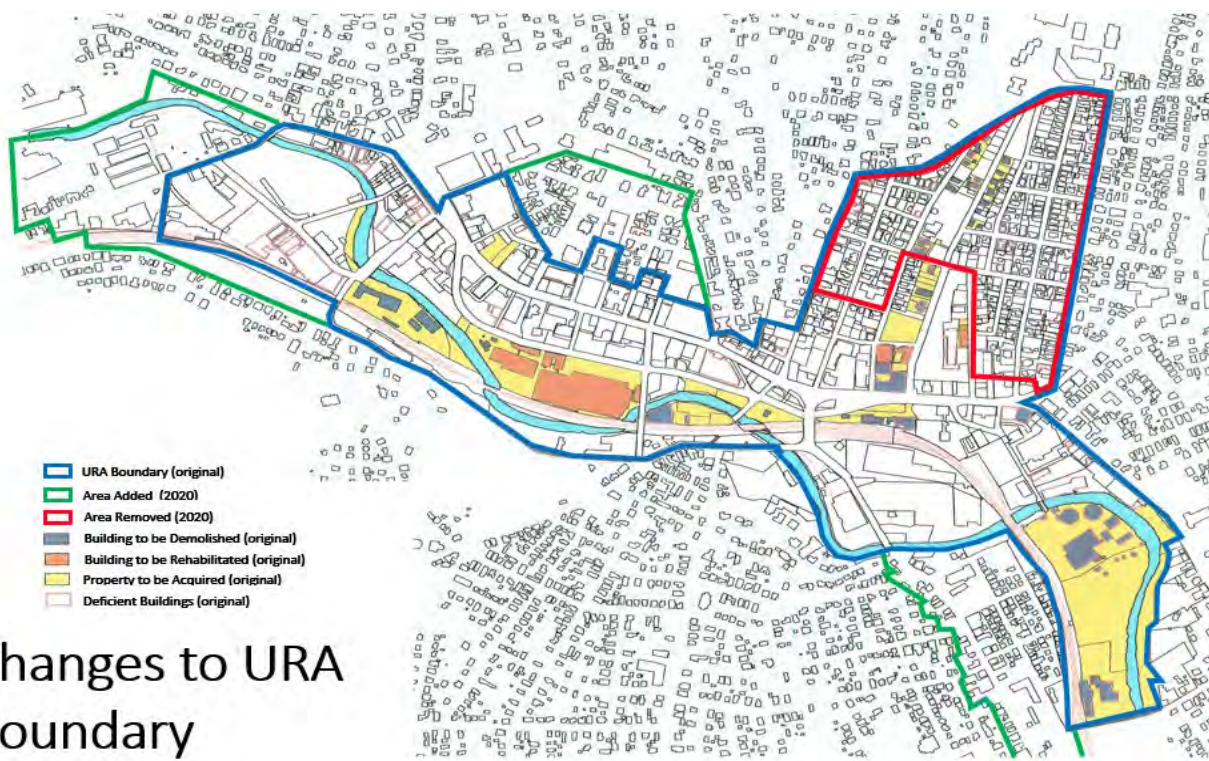 URA Boundary (original)
Area Added (2020)
Area Removed (2020)
Building to be Demolished (original)
Building to be Rehabilitated (original)
Property to be Acquired (original)
Deficient Buildings (original)
hanges to URA
oundary